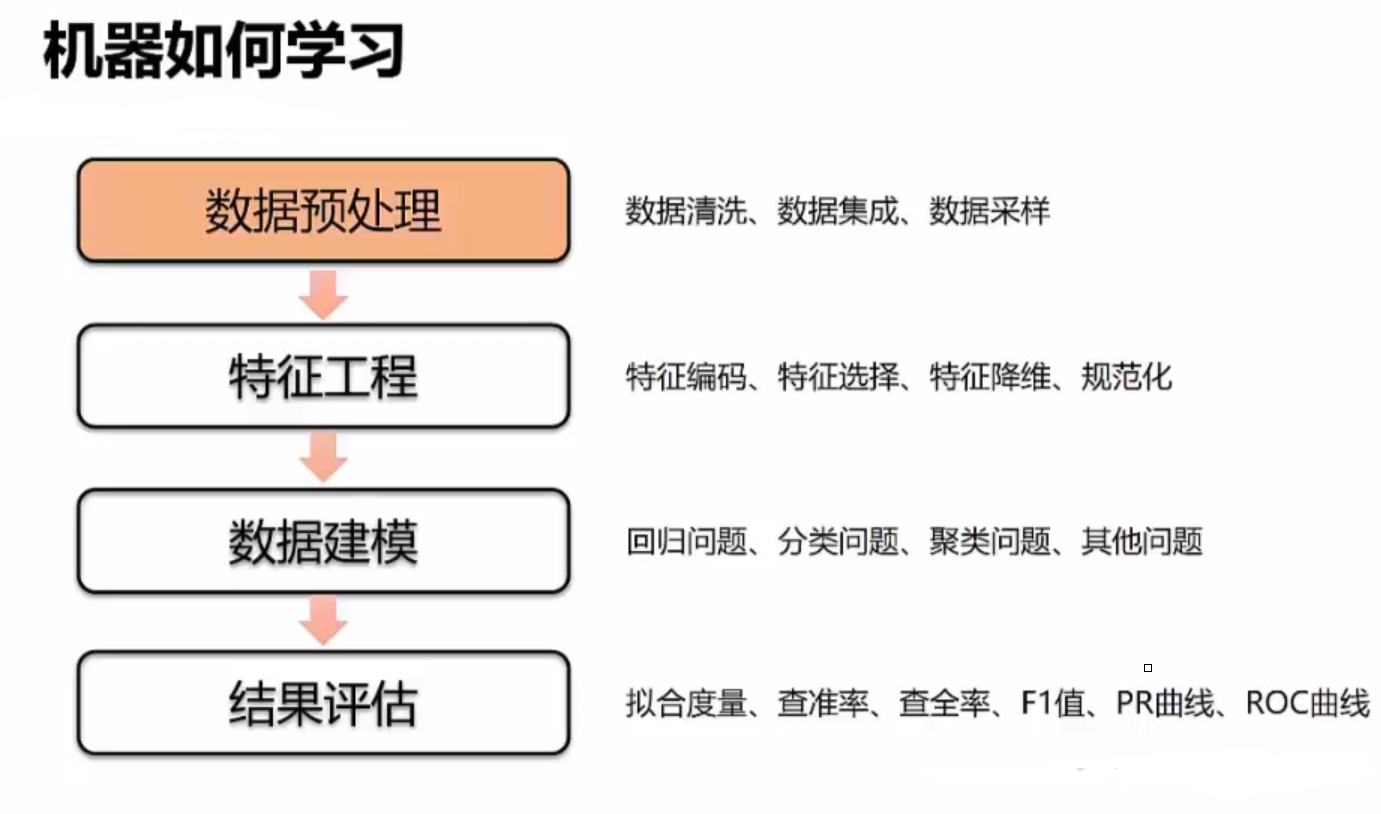 机器如何学习
数据预处理
数据清洗、数据集成、数据采样
特征工程
特征编码、特征选择、特征降维、规范化
数据建模
回归问题、分类问题、聚类问题、其他问题
结果评估
拟合度量、查准率、查全率、F1值、PR曲线、ROC曲线